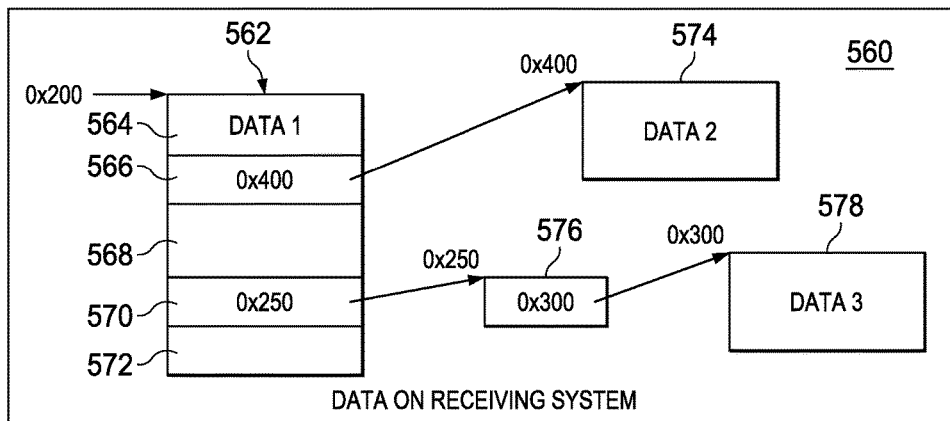 562
574
560
0x400
0x200
564
DATA 1
DATA 2
566
0x400
576
578
568
0x250
0x300
570
0x250
0x300
DATA 3
572
DATA ON RECEIVING SYSTEM